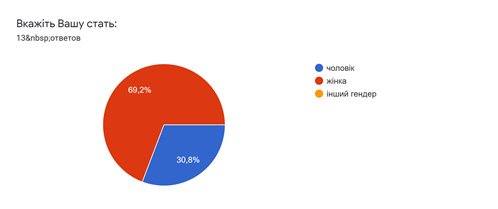 Вкажіть Вашу стать:
13&nbsp;ответов
69,2%
30,8%
чоловік
жінка
інший гендер